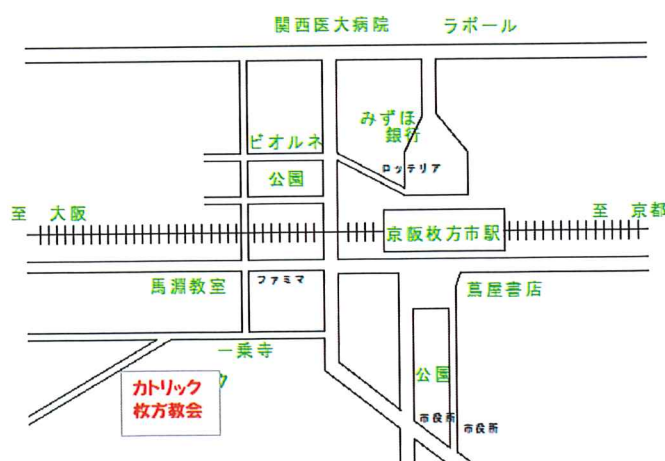 関西医大病院 ラポール
みずほ
銀行
ビオルネ
ロッテリア
公園
至 大阪
京阪枚方市駅
至 京都
馬淵教室
ファミマ
蔦屋書店
一乗寺
公園
カトリック
枚方教会
市役所
市役所